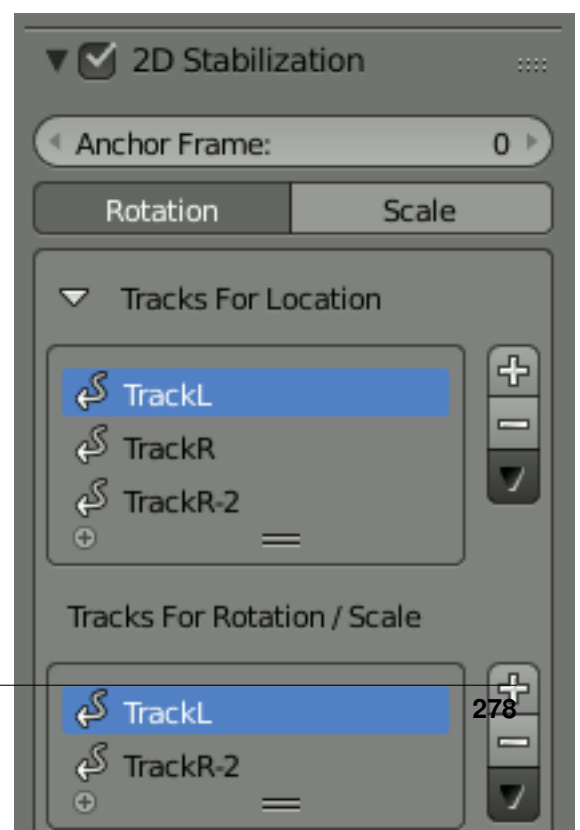 2D Stabilization
Anchor Frame: 0
Rotation Scale
Tracks For Location
TrackL
TrackR
TrackR-2
Tracks For Rotation / Scale
278
TrackL
TrackR-2